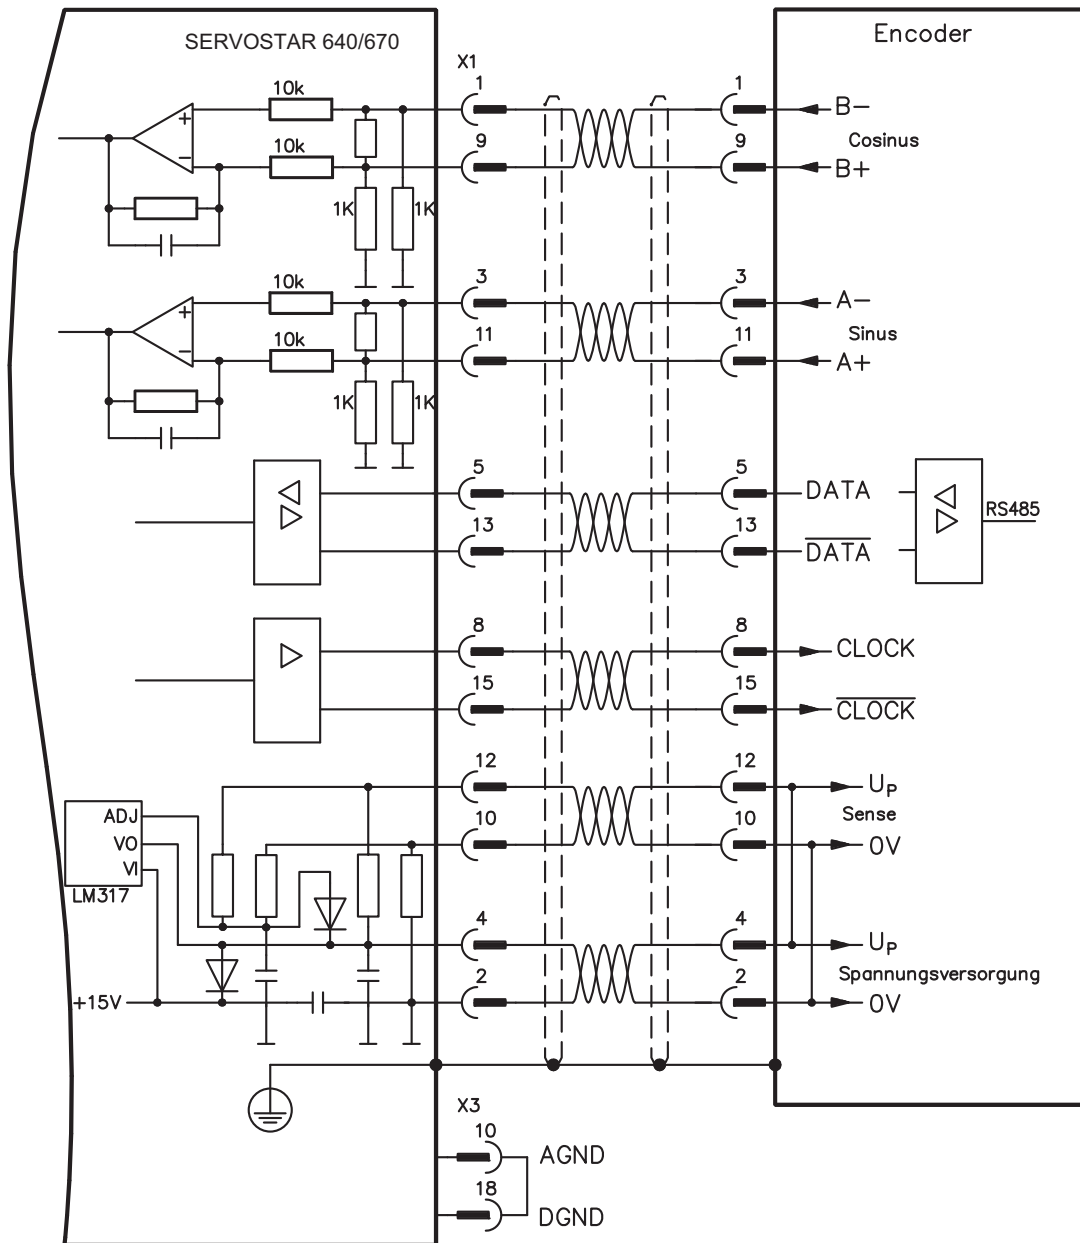 SERVOSTAR 640/670
Encoder
X1
10k
1
1
B-
+
9
9
Cosinus
10k
-
B+
1K
1K
10k
3
3
A-
+
11
11
Sinus
10k
-
A+
1K
1K
5
5
DATA
13
13
RS485
D̅A̅T̅A̅
8
8
CLOCK
15
15
C̅L̅O̅C̅K̅
12
12
UP
Sense
ADJ
10
10
0V
VO
VI
LM317
4
4
UP
Spannungsversorgung
2
2
+15V
0V
X3
10
AGND
18
DGND